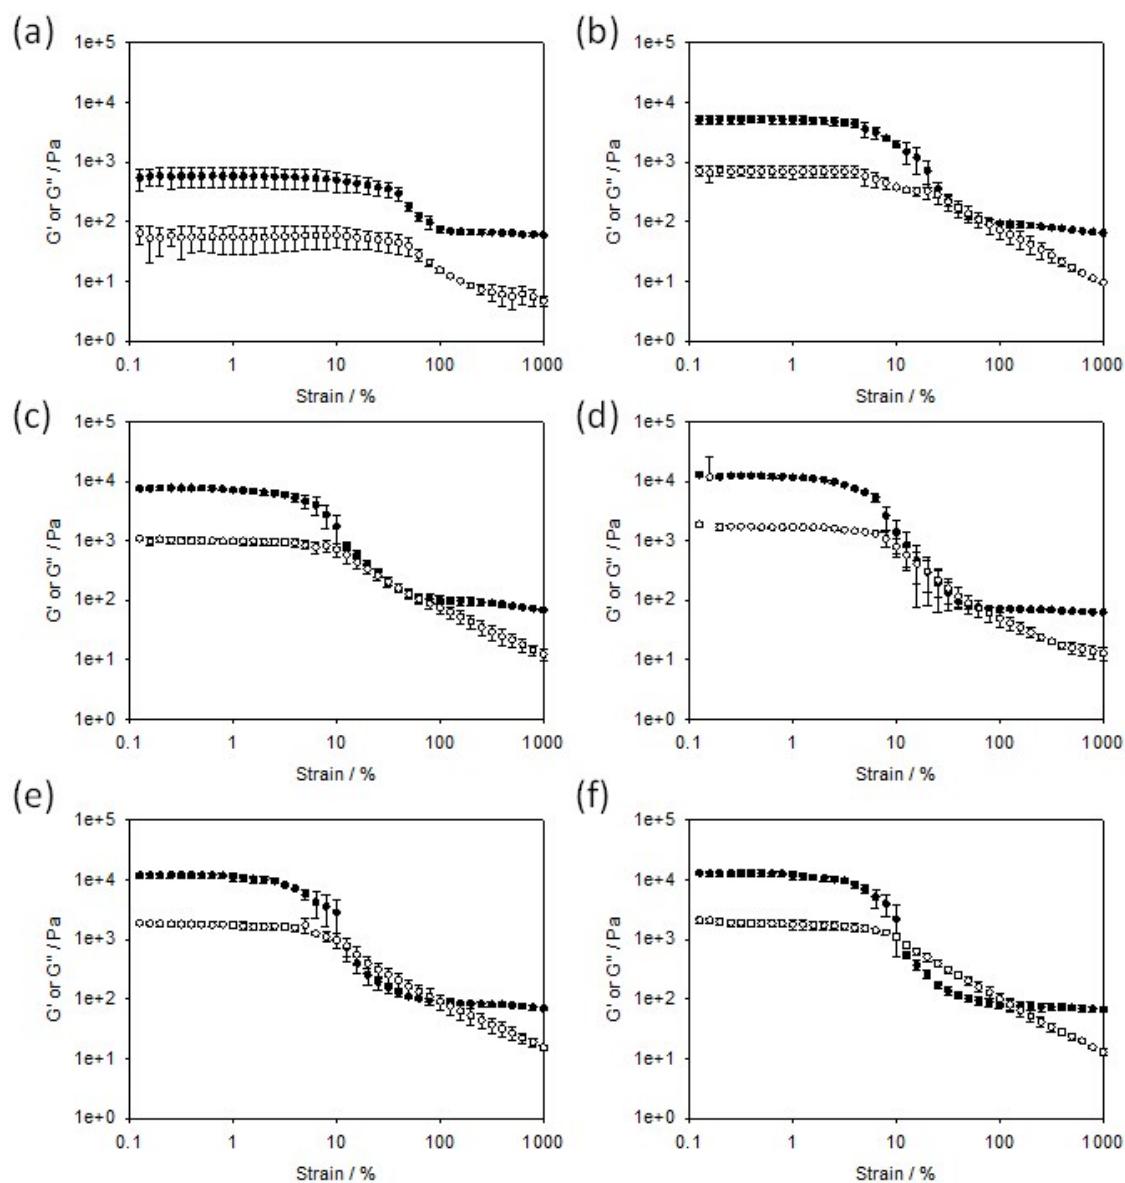 (a)
(b)
1e+5
1e+4
1e+3
1e+2
1e+1
1e+0
G' or G" / Pa
0.1 1 10 100 1000
Strain / %
1e+5
1e+4
1e+3
1e+2
1e+1
1e+0
G' or G" / Pa
0.1 1 10 100 1000
Strain / %
(c)
(d)
1e+5
1e+4
1e+3
1e+2
1e+1
1e+0
G' or G" / Pa
0.1 1 10 100 1000
Strain / %
1e+5
1e+4
1e+3
1e+2
1e+1
1e+0
G' or G" / Pa
0.1 1 10 100 1000
Strain / %
(e)
(f)
1e+5
1e+4
1e+3
1e+2
1e+1
1e+0
G' or G" / Pa
0.1 1 10 100 1000
Strain / %
1e+5
1e+4
1e+3
1e+2
1e+1
1e+0
G' or G" / Pa
0.1 1 10 100 1000
Strain / %